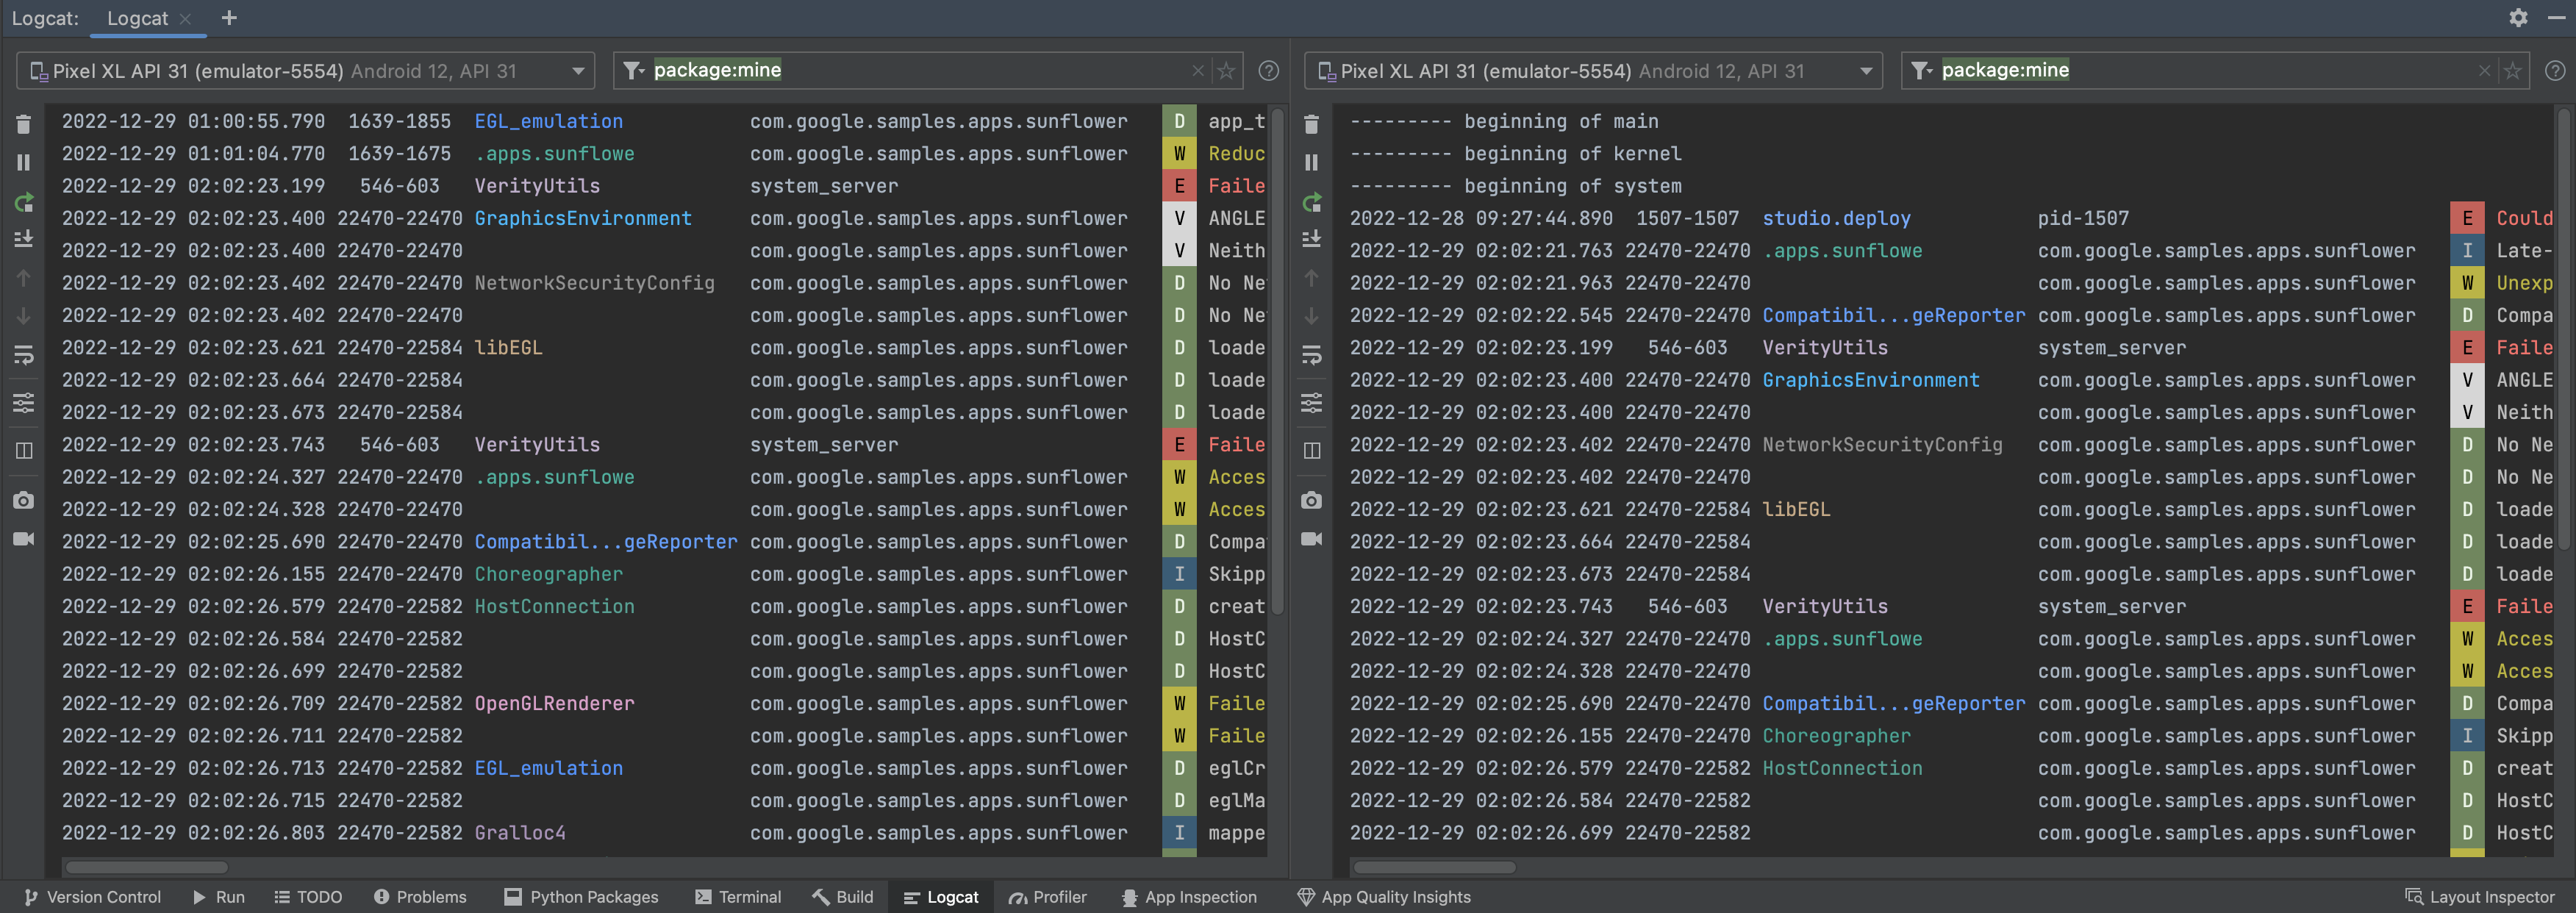 Logcat: Logcat
Pixel XL API 31 (emulator-5554) Android 12, API 31 package:mine
2022-12-29 01:00:55.790 1639-1855 EGL_emulation com.google.samples.apps.sunflower D app_t
2022-12-29 01:01:04.770 1639-1675 .apps.sunflowe com.google.samples.apps.sunflower W Reduc
2022-12-29 02:02:23.199 546-603 VerityUtils system_server E Faile
2022-12-29 02:02:23.400 22470-22470 GraphicsEnvironment com.google.samples.apps.sunflower V ANGLE
2022-12-29 02:02:23.400 22470-22470 com.google.samples.apps.sunflower V Neith
2022-12-29 02:02:23.402 22470-22470 NetworkSecurityConfig com.google.samples.apps.sunflower D No Ne
2022-12-29 02:02:23.402 22470-22470 com.google.samples.apps.sunflower D No Ne
2022-12-29 02:02:23.621 22470-22584 libEGL com.google.samples.apps.sunflower D loade
2022-12-29 02:02:23.664 22470-22584 com.google.samples.apps.sunflower D loade
2022-12-29 02:02:23.673 22470-22584 com.google.samples.apps.sunflower D loade
2022-12-29 02:02:23.743 546-603 VerityUtils system_server E Faile
2022-12-29 02:02:24.327 22470-22470 .apps.sunflowe com.google.samples.apps.sunflower W Acces
2022-12-29 02:02:24.328 22470-22470 com.google.samples.apps.sunflower W Acces
2022-12-29 02:02:25.690 22470-22470 Compatibil...geReporter com.google.samples.apps.sunflower D Compa
2022-12-29 02:02:26.155 22470-22470 Choreographer com.google.samples.apps.sunflower I Skipp
2022-12-29 02:02:26.579 22470-22582 HostConnection com.google.samples.apps.sunflower D creat
2022-12-29 02:02:26.584 22470-22582 com.google.samples.apps.sunflower D HostC
2022-12-29 02:02:26.699 22470-22582 com.google.samples.apps.sunflower D HostC
2022-12-29 02:02:26.709 22470-22582 OpenGLRenderer com.google.samples.apps.sunflower W Faile
2022-12-29 02:02:26.711 22470-22582 com.google.samples.apps.sunflower W Faile
2022-12-29 02:02:26.713 22470-22582 EGL_emulation com.google.samples.apps.sunflower D eglCr
2022-12-29 02:02:26.715 22470-22582 com.google.samples.apps.sunflower D eglMa
2022-12-29 02:02:26.803 22470-22582 Gralloc4 com.google.samples.apps.sunflower I mappe
Pixel XL API 31 (emulator-5554) Android 12, API 31 package:mine
--------- beginning of main
--------- beginning of kernel
--------- beginning of system
2022-12-28 09:27:44.890 1507-1507 studio.deploy pid-1507 E Could
2022-12-29 02:02:21.763 22470-22470 .apps.sunflowe com.google.samples.apps.sunflower I Late-
2022-12-29 02:02:21.963 22470-22470 com.google.samples.apps.sunflower W Unexp
2022-12-29 02:02:22.545 22470-22470 Compatibil...geReporter com.google.samples.apps.sunflower D Compa
2022-12-29 02:02:23.199 546-603 VerityUtils system_server E Faile
2022-12-29 02:02:23.400 22470-22470 GraphicsEnvironment com.google.samples.apps.sunflower V ANGLE
2022-12-29 02:02:23.400 22470-22470 com.google.samples.apps.sunflower V Neith
2022-12-29 02:02:23.402 22470-22470 NetworkSecurityConfig com.google.samples.apps.sunflower D No Ne
2022-12-29 02:02:23.402 22470-22470 com.google.samples.apps.sunflower D No Ne
2022-12-29 02:02:23.621 22470-22584 libEGL com.google.samples.apps.sunflower D loade
2022-12-29 02:02:23.664 22470-22584 com.google.samples.apps.sunflower D loade
2022-12-29 02:02:23.673 22470-22584 com.google.samples.apps.sunflower D loade
2022-12-29 02:02:23.743 546-603 VerityUtils system_server E Faile
2022-12-29 02:02:24.327 22470-22470 .apps.sunflowe com.google.samples.apps.sunflower W Acces
2022-12-29 02:02:24.328 22470-22470 com.google.samples.apps.sunflower W Acces
2022-12-29 02:02:25.690 22470-22470 Compatibil...geReporter com.google.samples.apps.sunflower D Compa
2022-12-29 02:02:26.155 22470-22470 Choreographer com.google.samples.apps.sunflower I Skipp
2022-12-29 02:02:26.579 22470-22582 HostConnection com.google.samples.apps.sunflower D creat
2022-12-29 02:02:26.584 22470-22582 com.google.samples.apps.sunflower D HostC
2022-12-29 02:02:26.699 22470-22582 com.google.samples.apps.sunflower D HostC
Version Control Run TODO Problems Python Packages Terminal Build Logcat Profiler App Inspection App Quality Insights Layout Inspector